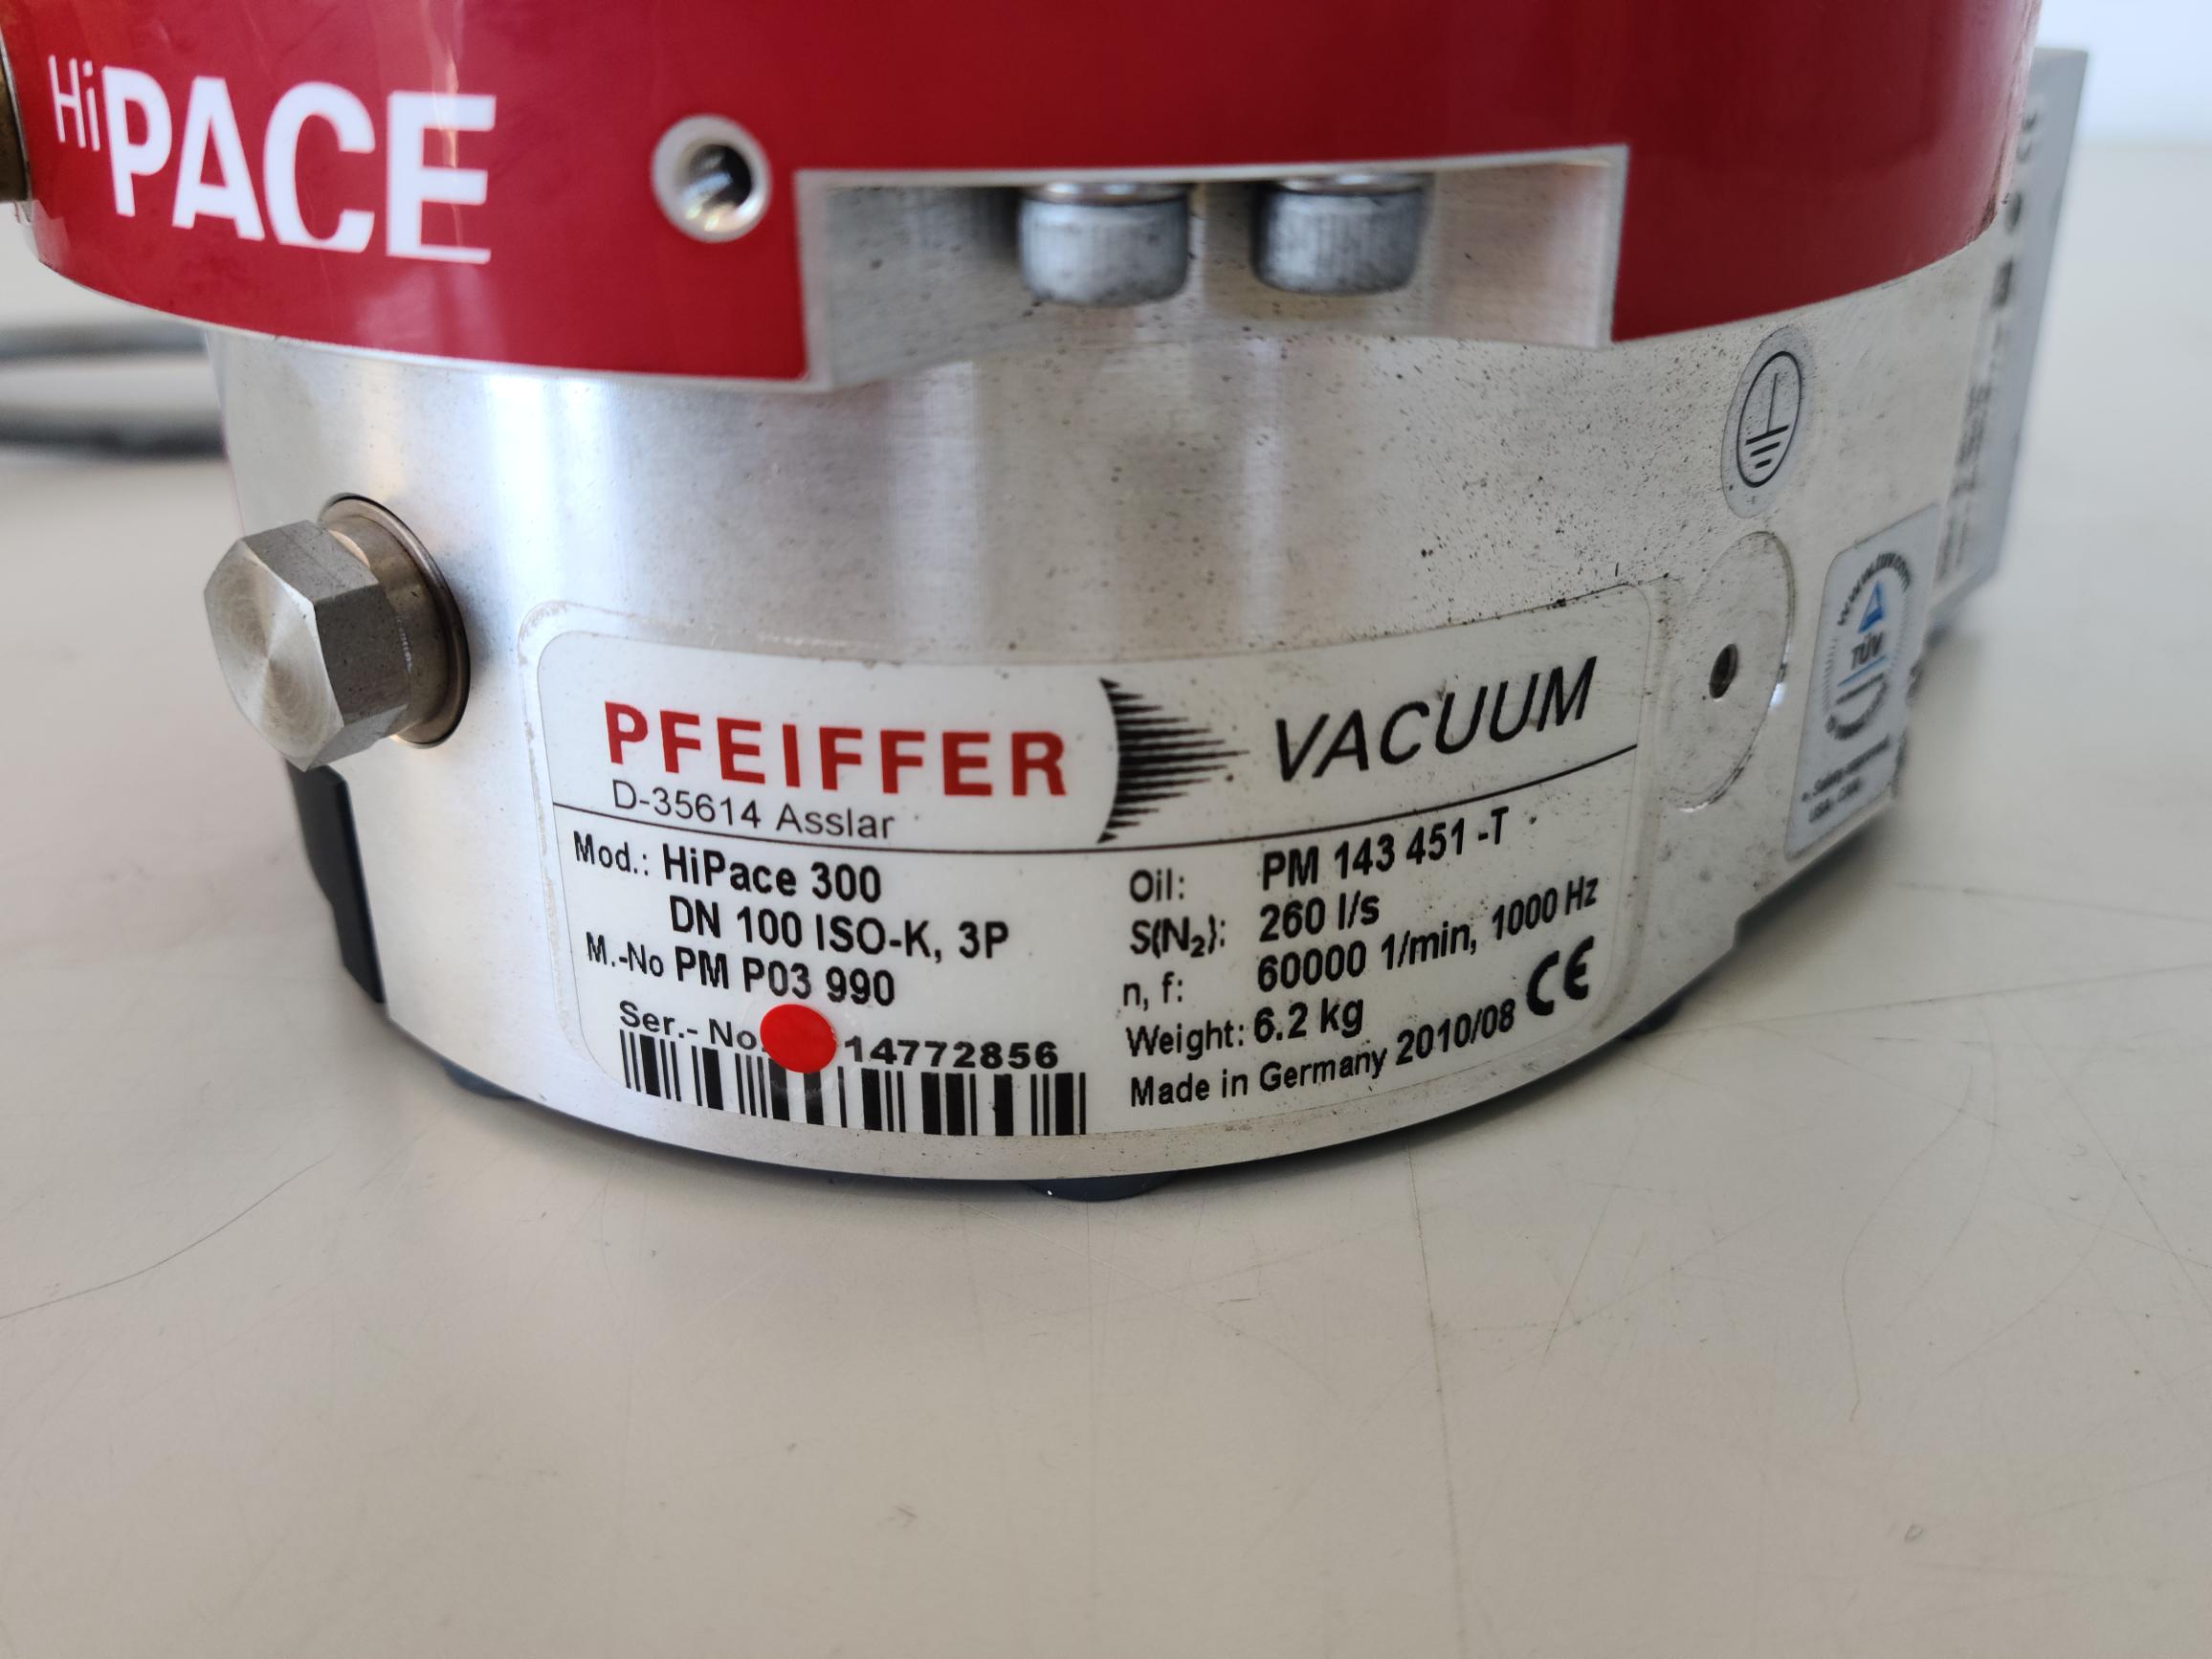 HiPACE
PFEIFFER VACUUM
D-35614 Asslar
Mod.: HiPace 300
DN 100 ISO-K, 3P
M.-No PM P03 990
Ser.- No. 14772856
Oil: PM 143 451 -T
S(N₂): 260 l/s
n, f: 60000 1/min, 1000 Hz
Weight: 6.2 kg
Made in Germany 2010/08 CE
TÜV